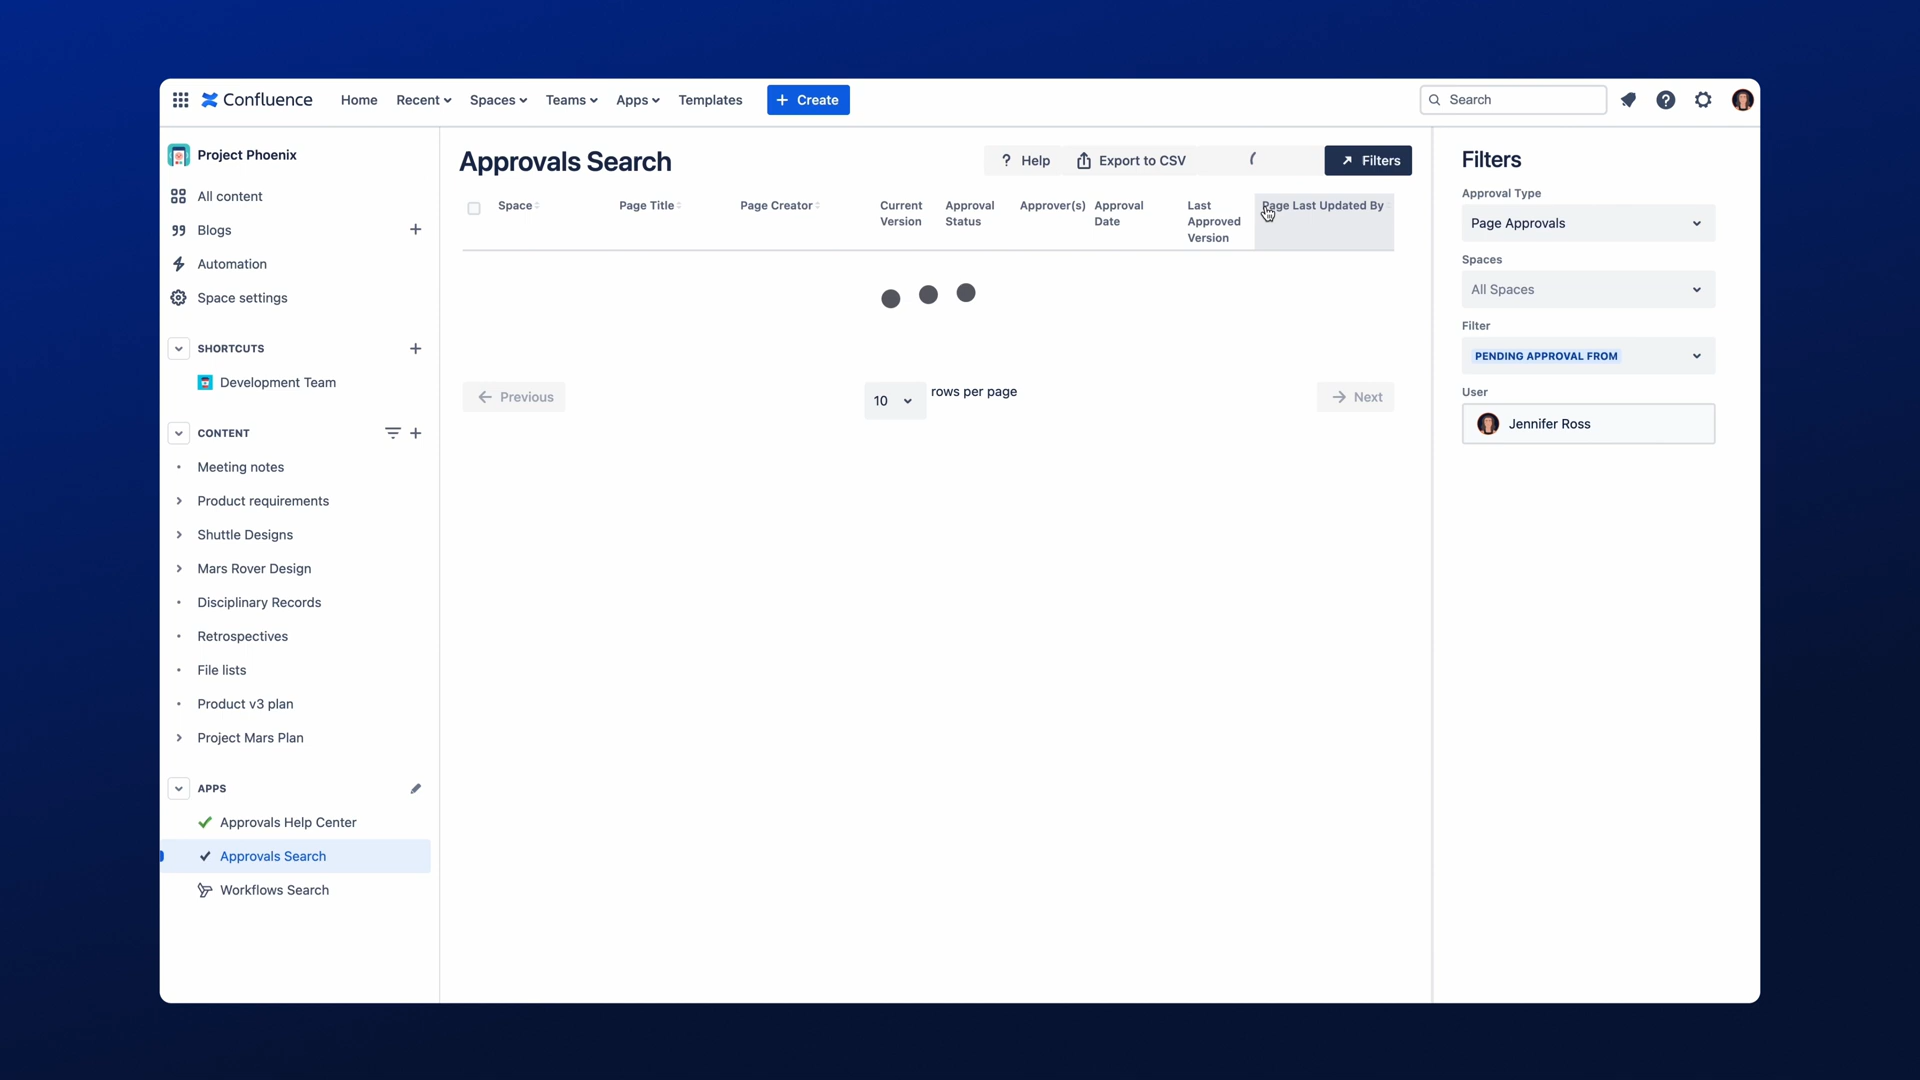 Confluence
Home
Recent
Spaces
Teams
Apps
Templates
Create
Search
Project Phoenix
All content
Blogs
Automation
Space settings
SHORTCUTS
Development Team
CONTENT
Meeting notes
Product requirements
Shuttle Designs
Mars Rover Design
Disciplinary Records
Retrospectives
File lists
Product v3 plan
Project Mars Plan
APPS
Approvals Help Center
Approvals Search
Workflows Search
Approvals Search
? Help
Export to CSV
Filters
Space
Page Title
Page Creator
Current
Version
Approval
Status
Approver(s)
Approval
Date
Last
Approved
Version
Page Last Updated By
Previous
10
rows per page
Next
Filters
Approval Type
Page Approvals
Spaces
All Spaces
Filter
PENDING APPROVAL FROM
User
Jennifer Ross